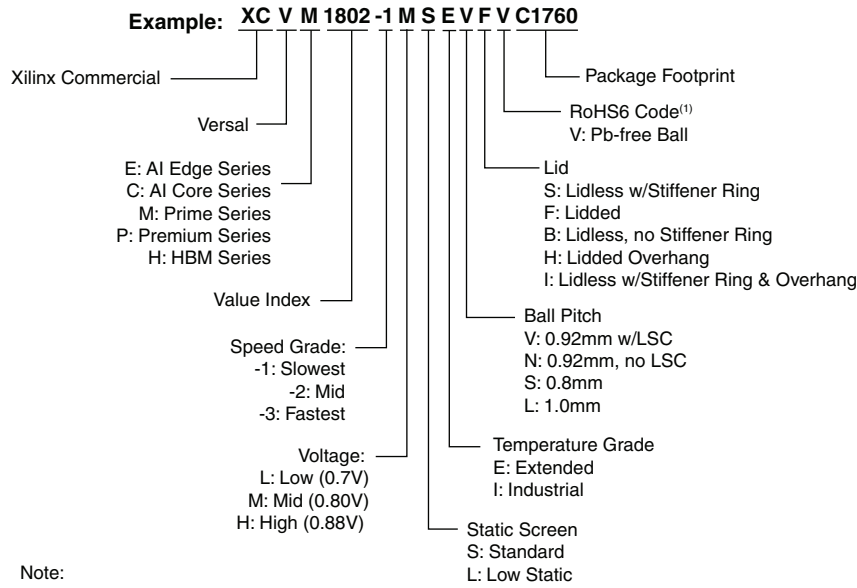 Example: XC V M 1802 -1 M S E V F V C1760
Xilinx Commercial
Versal
E: AI Edge Series
C: AI Core Series
M: Prime Series
P: Premium Series
H: HBM Series
Value Index
Speed Grade:
-1: Slowest
-2: Mid
-3: Fastest
Voltage:
L: Low (0.7V)
M: Mid (0.80V)
H: High (0.88V)
Package Footprint
RoHS6 Code(1)
V: Pb-free Ball
Lid
S: Lidless w/Stiffener Ring
F: Lidded
B: Lidless, no Stiffener Ring
H: Lidded Overhang
I: Lidless w/Stiffener Ring & Overhang
Ball Pitch
V: 0.92mm w/LSC
N: 0.92mm, no LSC
S: 0.8mm
L: 1.0mm
Temperature Grade
E: Extended
I: Industrial
Static Screen
S: Standard
L: Low Static
Note: